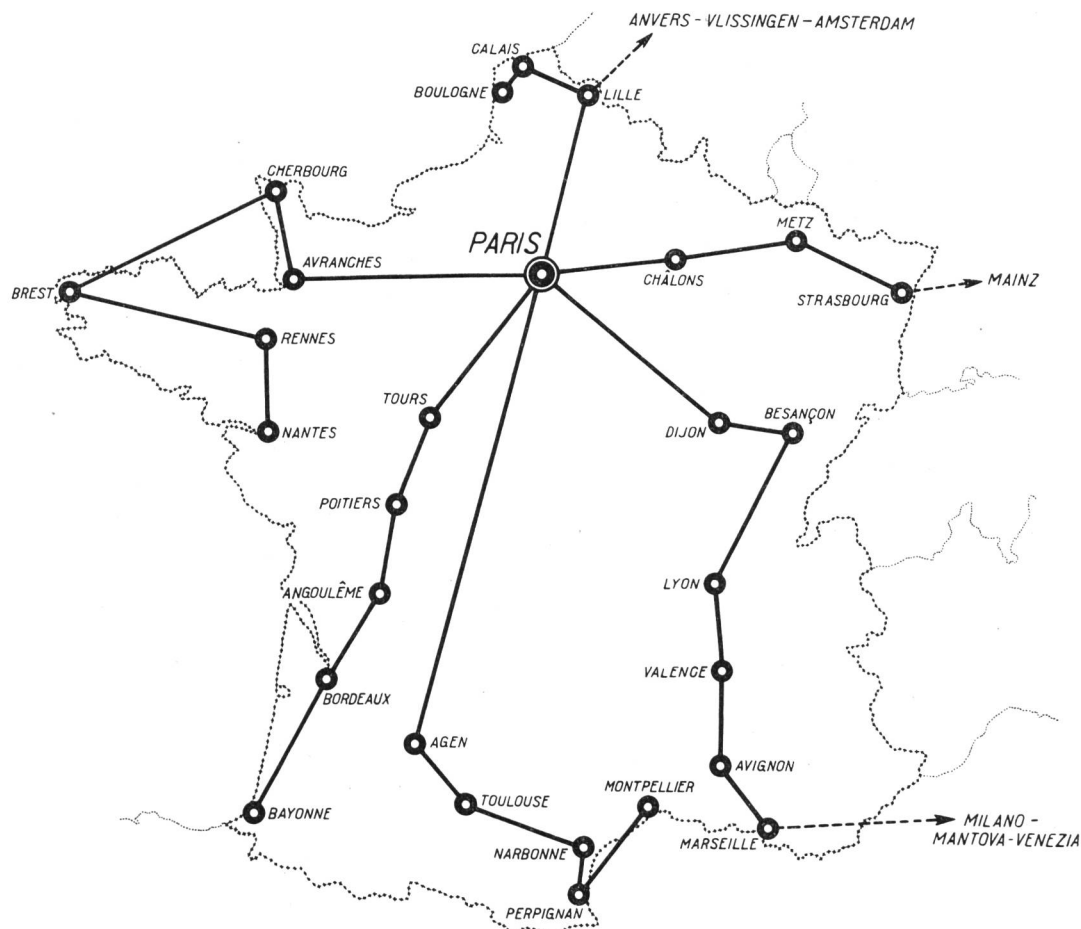 ANVERS - VLISSINGEN - AMSTERDAM
CALAIS
BOULOGNE
LILLE
CHERBOURG
METZ
PARIS
AVRANCHES
CHÂLONS
MAINZ
BREST
STRASBOURG
RENNES
TOURS
BESANÇON
DIJON
NANTES
POITIERS
LYON
ANGOULÊME
VALENCE
BORDEAUX
AGEN
AVIGNON
MONTPELLIER
TOULOUSE
BAYONNE
MILANO -
MANTOVA-VENEZIA
MARSEILLE
NARBONNE
PERPIGNAN